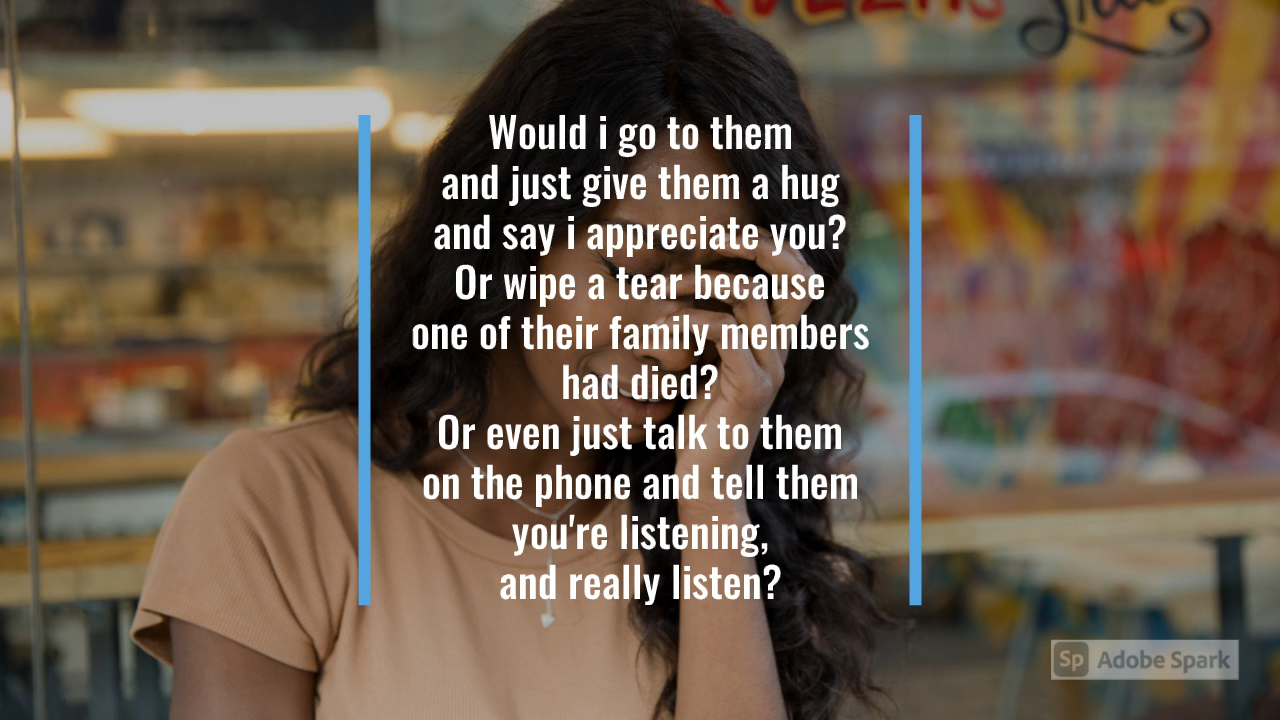 Would i go to them
and just give them a hug
and say i appreciate you?
Or wipe a tear because
one of their family members
had died?
Or even just talk to them
on the phone and tell them
you're listening,
and really listen?
Sp Adobe Spark